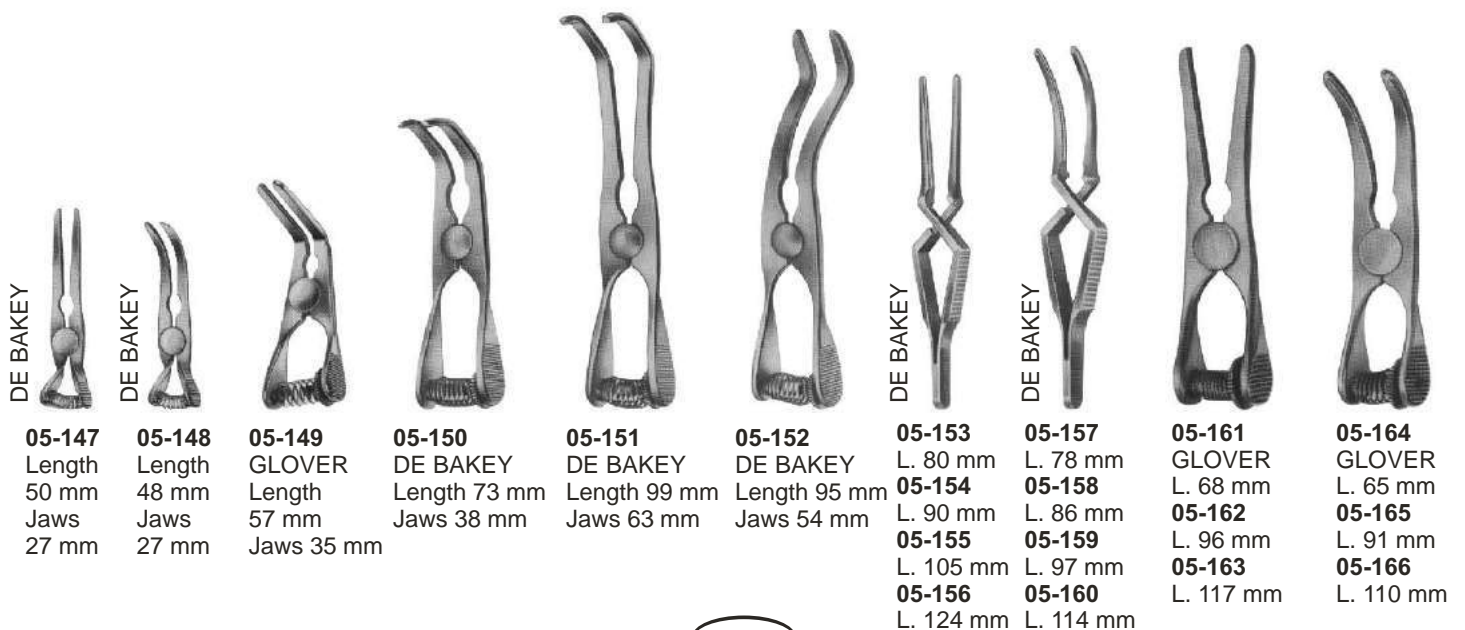 DE BAKEY
05-147
Length
50 mm
Jaws
27 mm
DE BAKEY
05-148
Length
48 mm
Jaws
27 mm
05-149
GLOVER
Length
57 mm
Jaws 35 mm
05-150
DE BAKEY
Length 73 mm
Jaws 38 mm
05-151
DE BAKEY
Length 99 mm
Jaws 63 mm
05-152
DE BAKEY
Length 95 mm
Jaws 54 mm
DE BAKEY
05-153
L. 80 mm
05-154
L. 90 mm
05-155
L. 105 mm
05-156
L. 124 mm
DE BAKEY
05-157
L. 78 mm
05-158
L. 86 mm
05-159
L. 97 mm
05-160
L. 114 mm
05-161
GLOVER
L. 68 mm
05-162
L. 96 mm
05-163
L. 117 mm
05-164
GLOVER
L. 65 mm
05-165
L. 91 mm
05-166
L. 110 mm